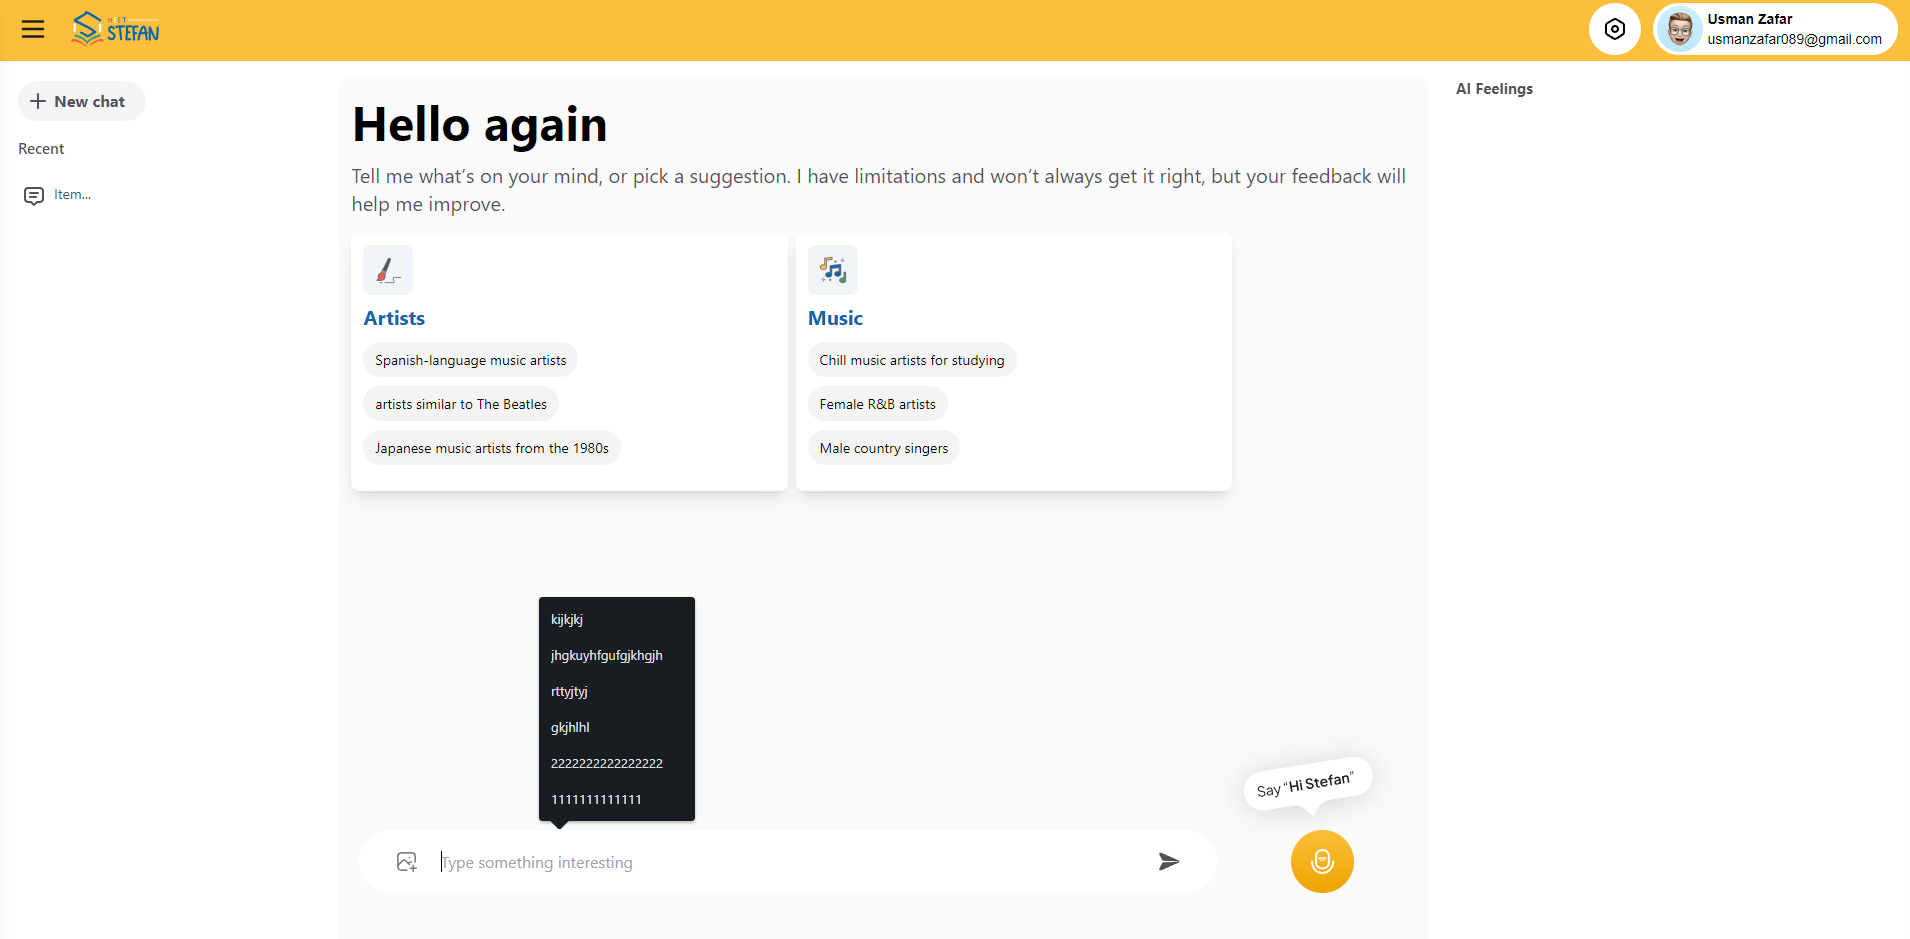 MEET
STEFAN
Usman Zafar
usmanzafar089@gmail.com
New chat
Recent
Item...
Hello again
Tell me what’s on your mind, or pick a suggestion. I have limitations and won’t always get it right, but your feedback will
help me improve.
Artists
Spanish-language music artists
artists similar to The Beatles
Japanese music artists from the 1980s
Music
Chill music artists for studying
Female R&B artists
Male country singers
AI Feelings
kijkjkj
jhgkuyhfgufgjkhgjh
rttyjtyj
gkjhlhl
2222222222222222
1111111111111
Type something interesting
Say “Hi Stefan”